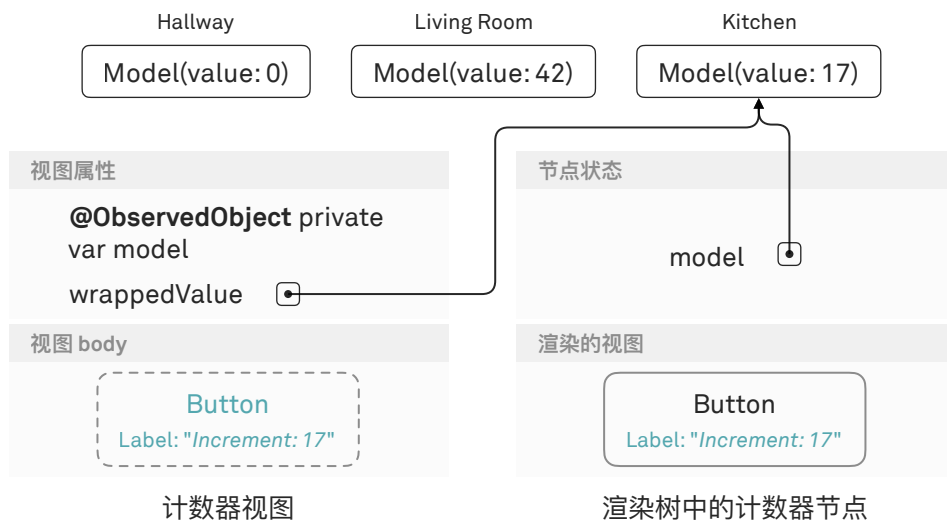 Hallway
Living Room
Kitchen
Model(value: 0)
Model(value: 42)
Model(value: 17)
视图属性
@ObservedObject private
var model
wrappedValue
节点状态
model
视图 body
Button
Label: "Increment: 17"
渲染的视图
Button
Label: "Increment: 17"
计数器视图
渲染树中的计数器节点